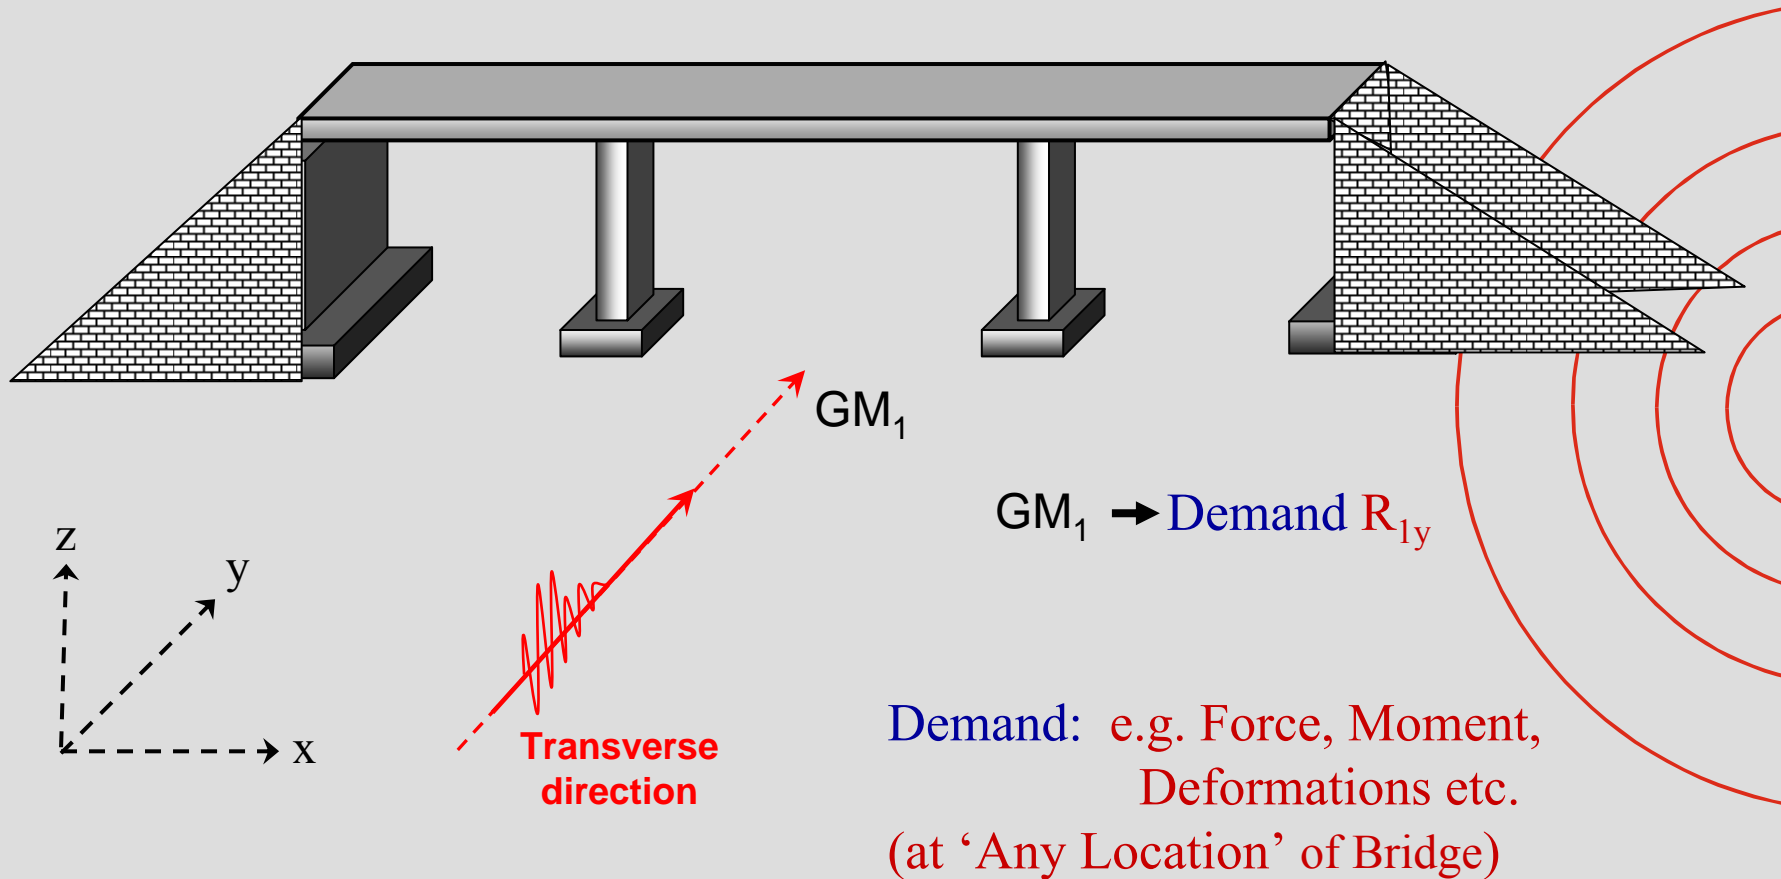 GM₁
GM₁ → Demand R₁y
z
y
x
Transverse
direction
Demand: e.g. Force, Moment,
Deformations etc.
(at ‘Any Location’ of Bridge)